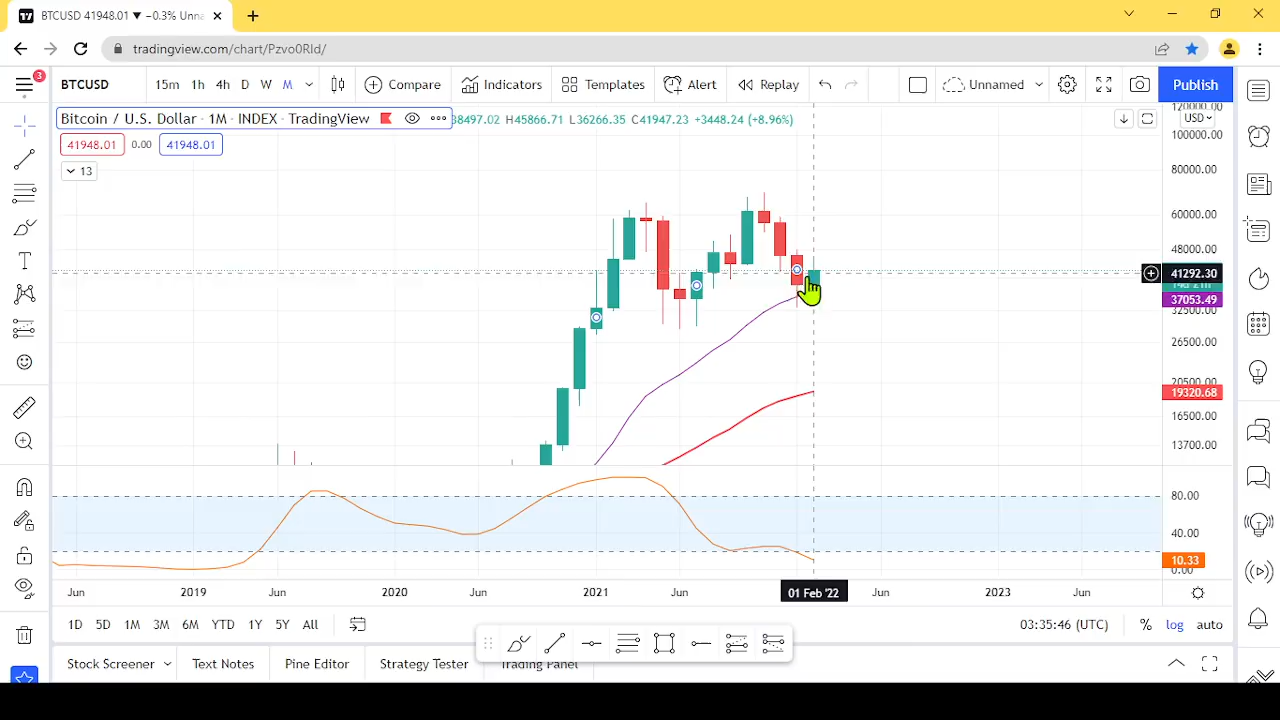 BTCUSD 41948.01 ▼ −0.3% Unna
tradingview.com/chart/Pzvo0Rld/
3
BTCUSD 15m 1h 4h D W M Compare Indicators Templates Alert Replay Unnamed Publish
Bitcoin / U.S. Dollar · 1M · INDEX · TradingView 38497.02 H45866.71 L36266.35 C41947.23 +3448.24 (+8.96%)
41948.01 0.00 41948.01
13
USD
120000.00
100000.00
80000.00
60000.00
48000.00
41292.30
14d 21h
37053.49
32500.00
26500.00
20500.00
19320.68
16500.00
13700.00
80.00
40.00
10.33
0.00
Jun 2019 Jun 2020 Jun 2021 Jun 01 Feb '22 Jun 2023 Jun
1D 5D 1M 3M 6M YTD 1Y 5Y All 03:35:46 (UTC) % log auto
Stock Screener Text Notes Pine Editor Strategy Tester Trading Panel